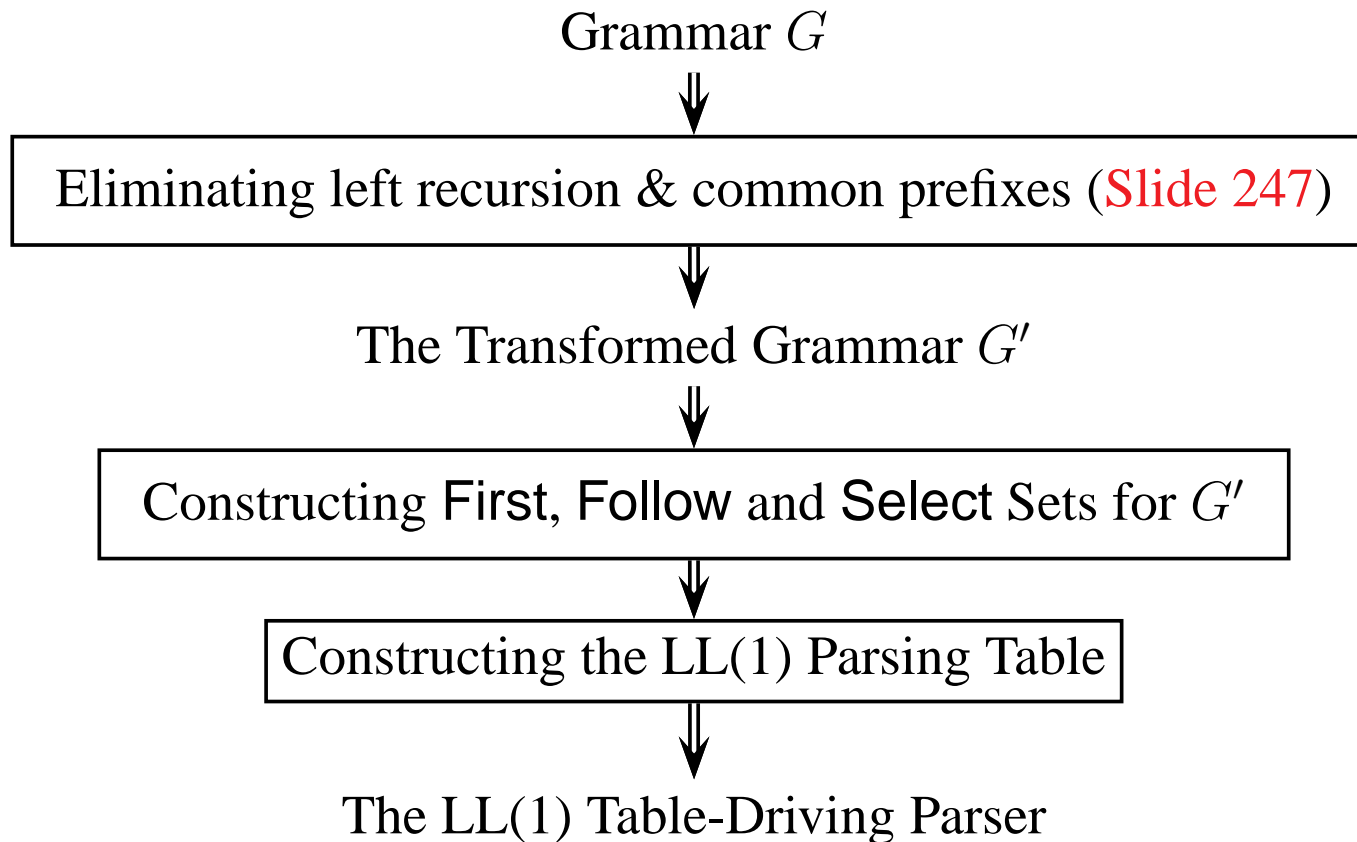 Grammar G
Eliminating left recursion & common prefixes (Slide 247)
The Transformed Grammar G′
Constructing First, Follow and Select Sets for G′
Constructing the LL(1) Parsing Table
The LL(1) Table-Driving Parser